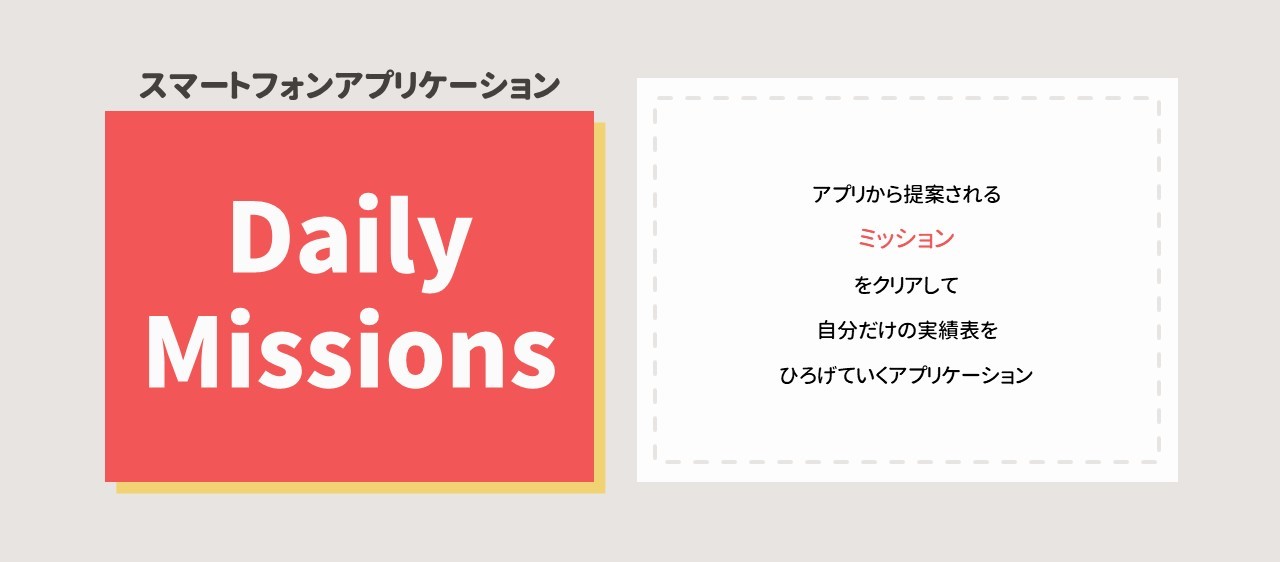 スマートフォンアプリケーション
Daily
Missions
アプリから提案される
ミッション
をクリアして
自分だけの実績表を
ひろげていくアプリケーション